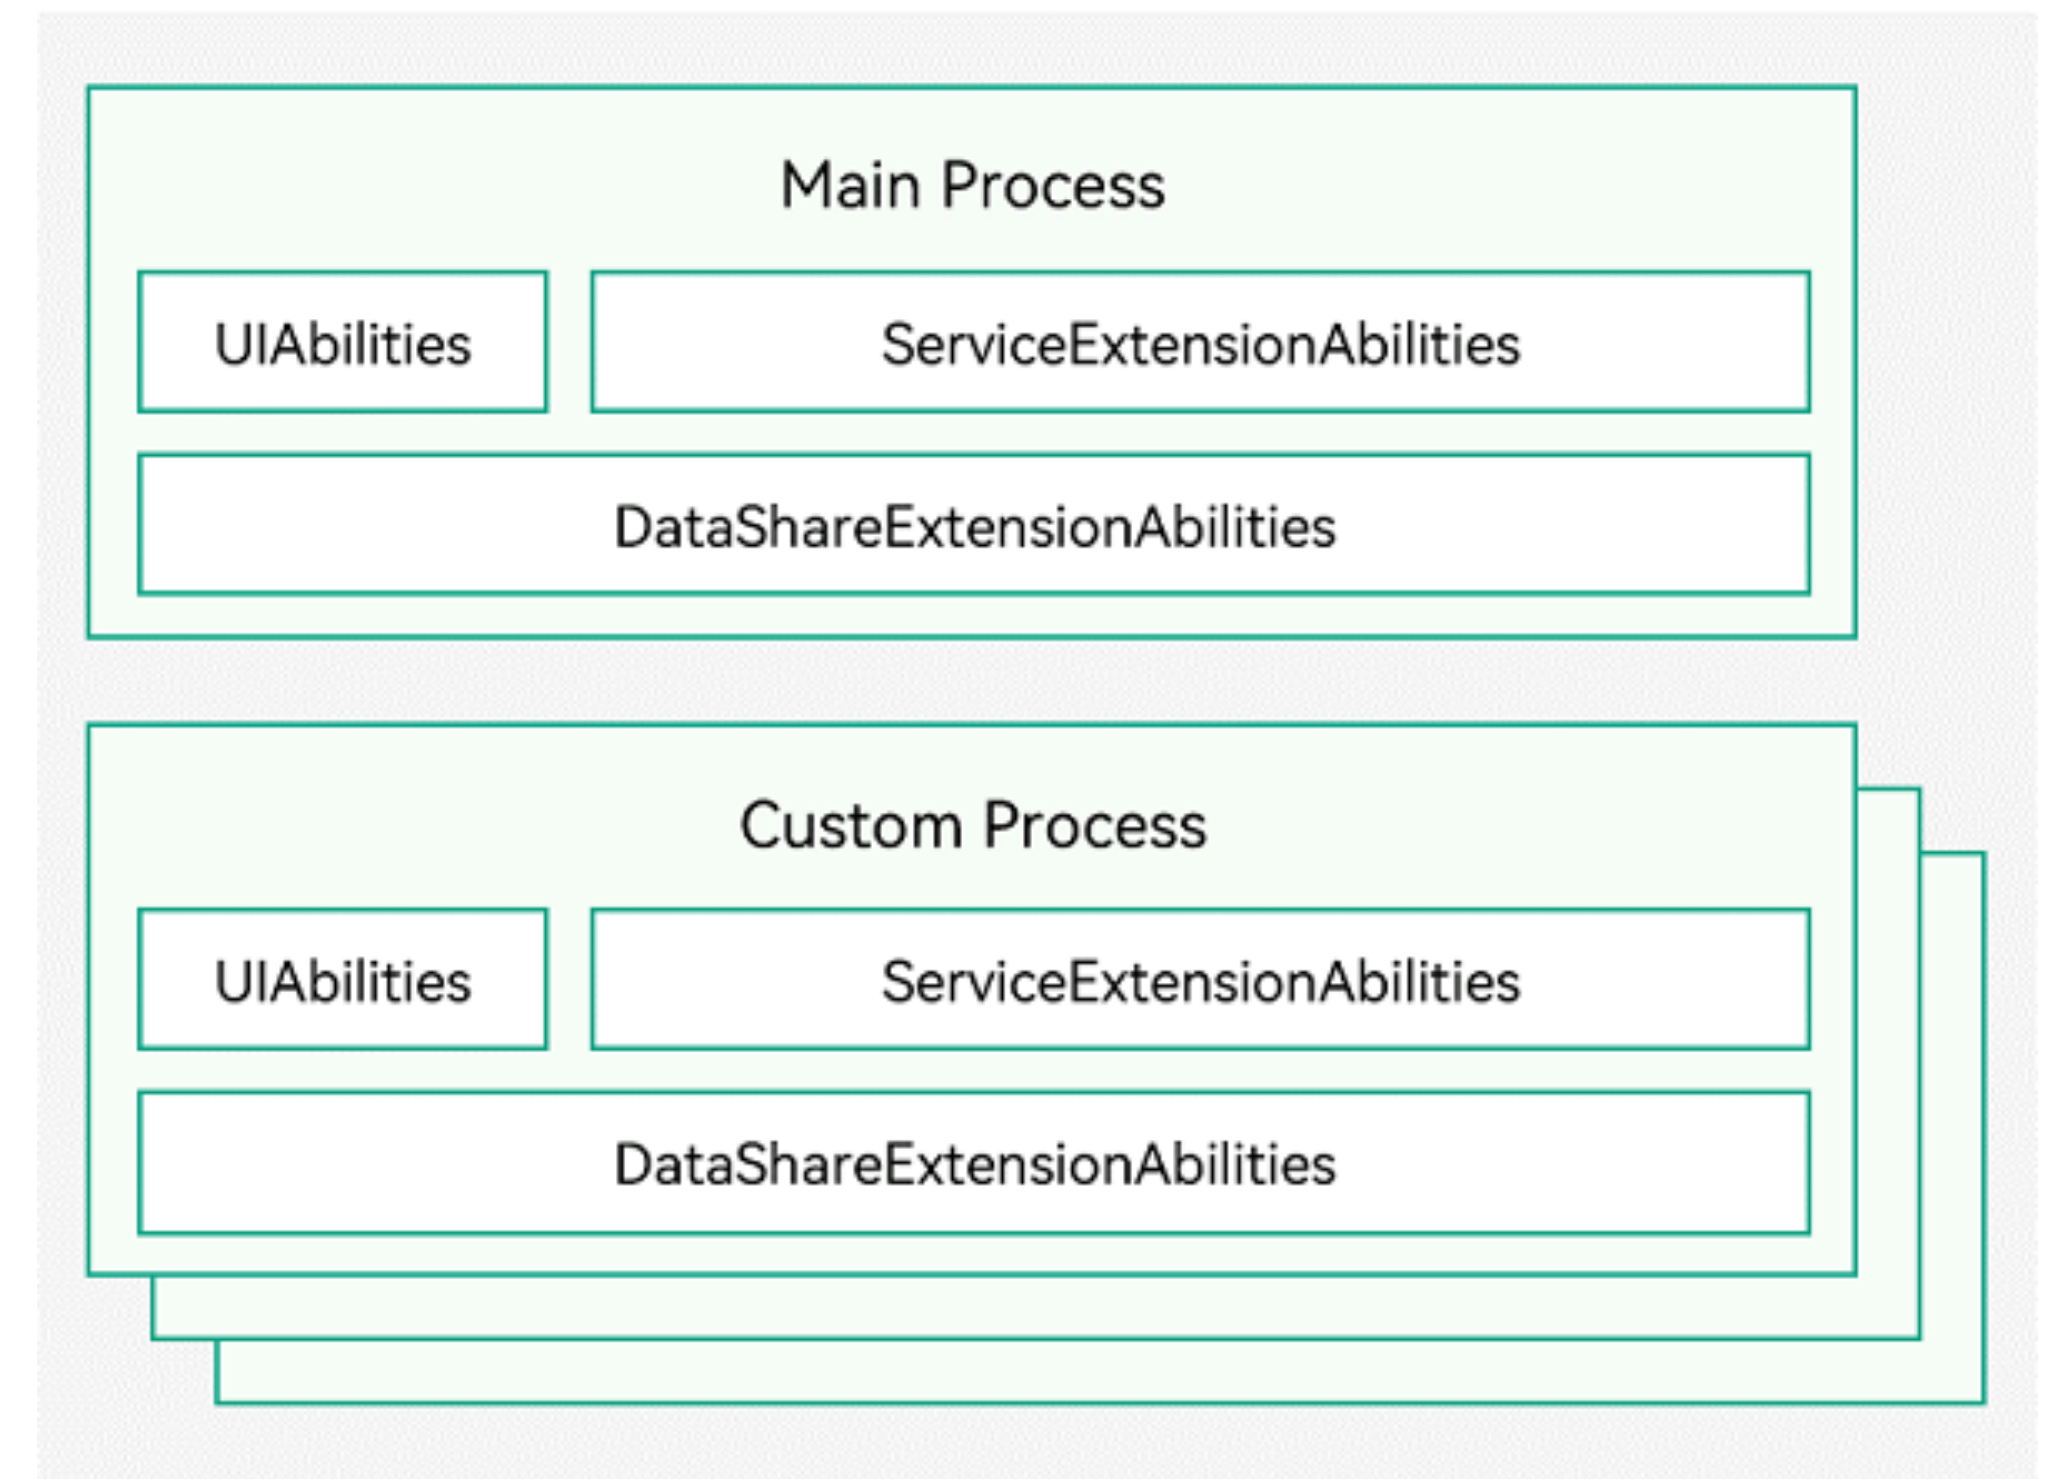 Main Process
UIAbilities
ServiceExtensionAbilities
DataShareExtensionAbilities
Custom Process
UIAbilities
ServiceExtensionAbilities
DataShareExtensionAbilities